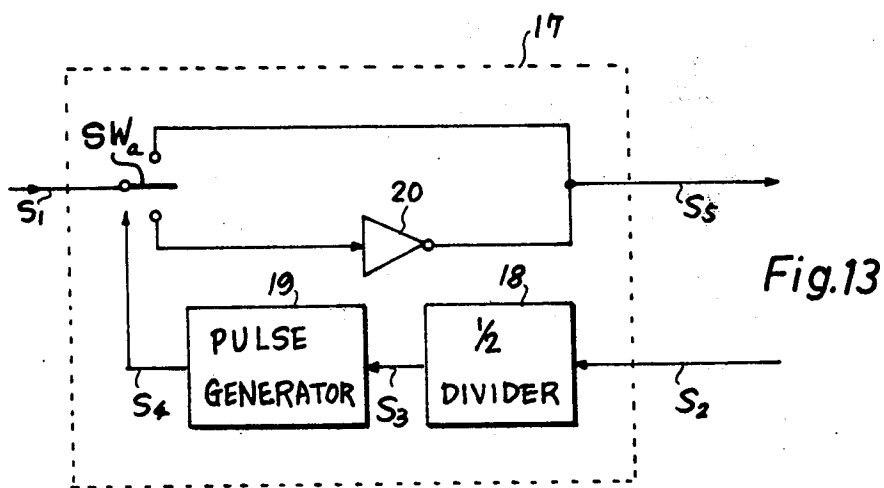 17
SWa
S1
20
S5
19
18
Fig.13
PULSE
GENERATOR
1/2
DIVIDER
S4
S3
S2